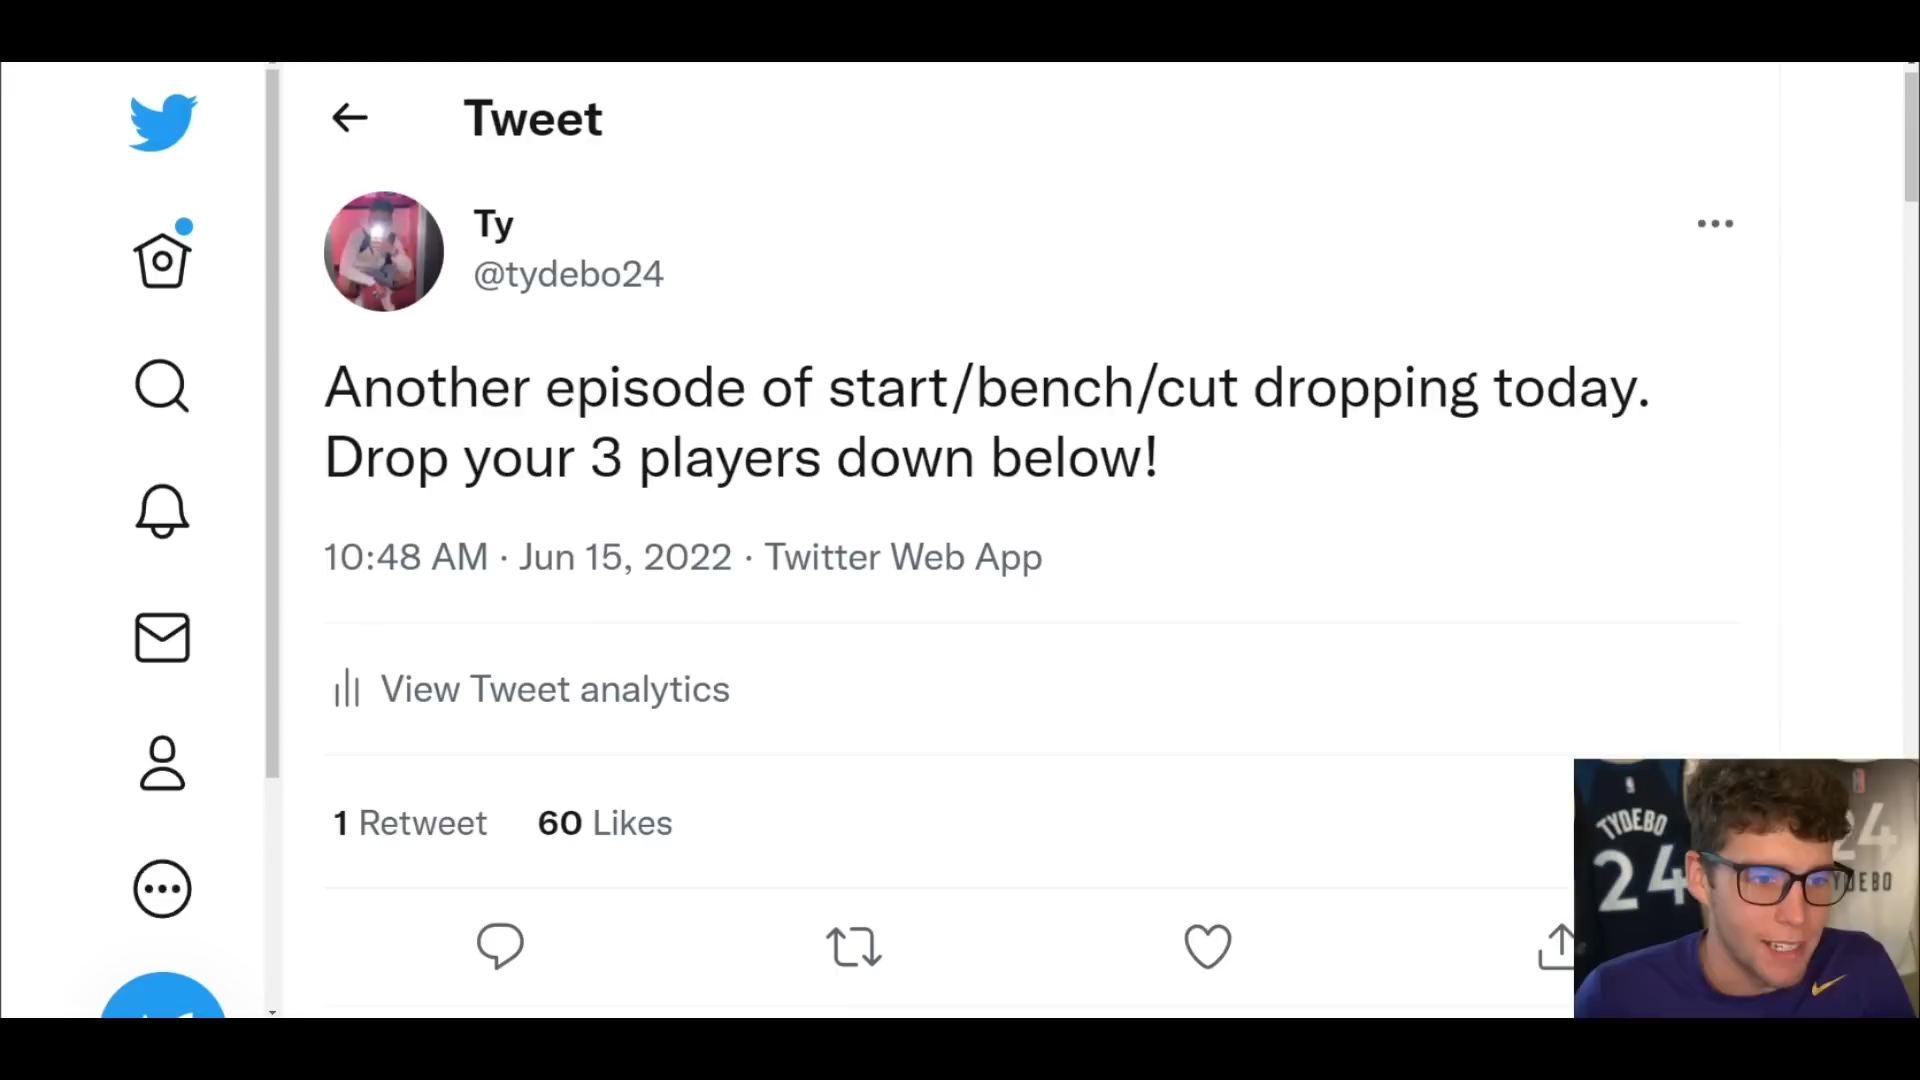 Tweet
Ty
@tydebo24
Another episode of start/bench/cut dropping today.
Drop your 3 players down below!
10:48 AM · Jun 15, 2022 · Twitter Web App
View Tweet analytics
1 Retweet 60 Likes
TYDEBO
24
24